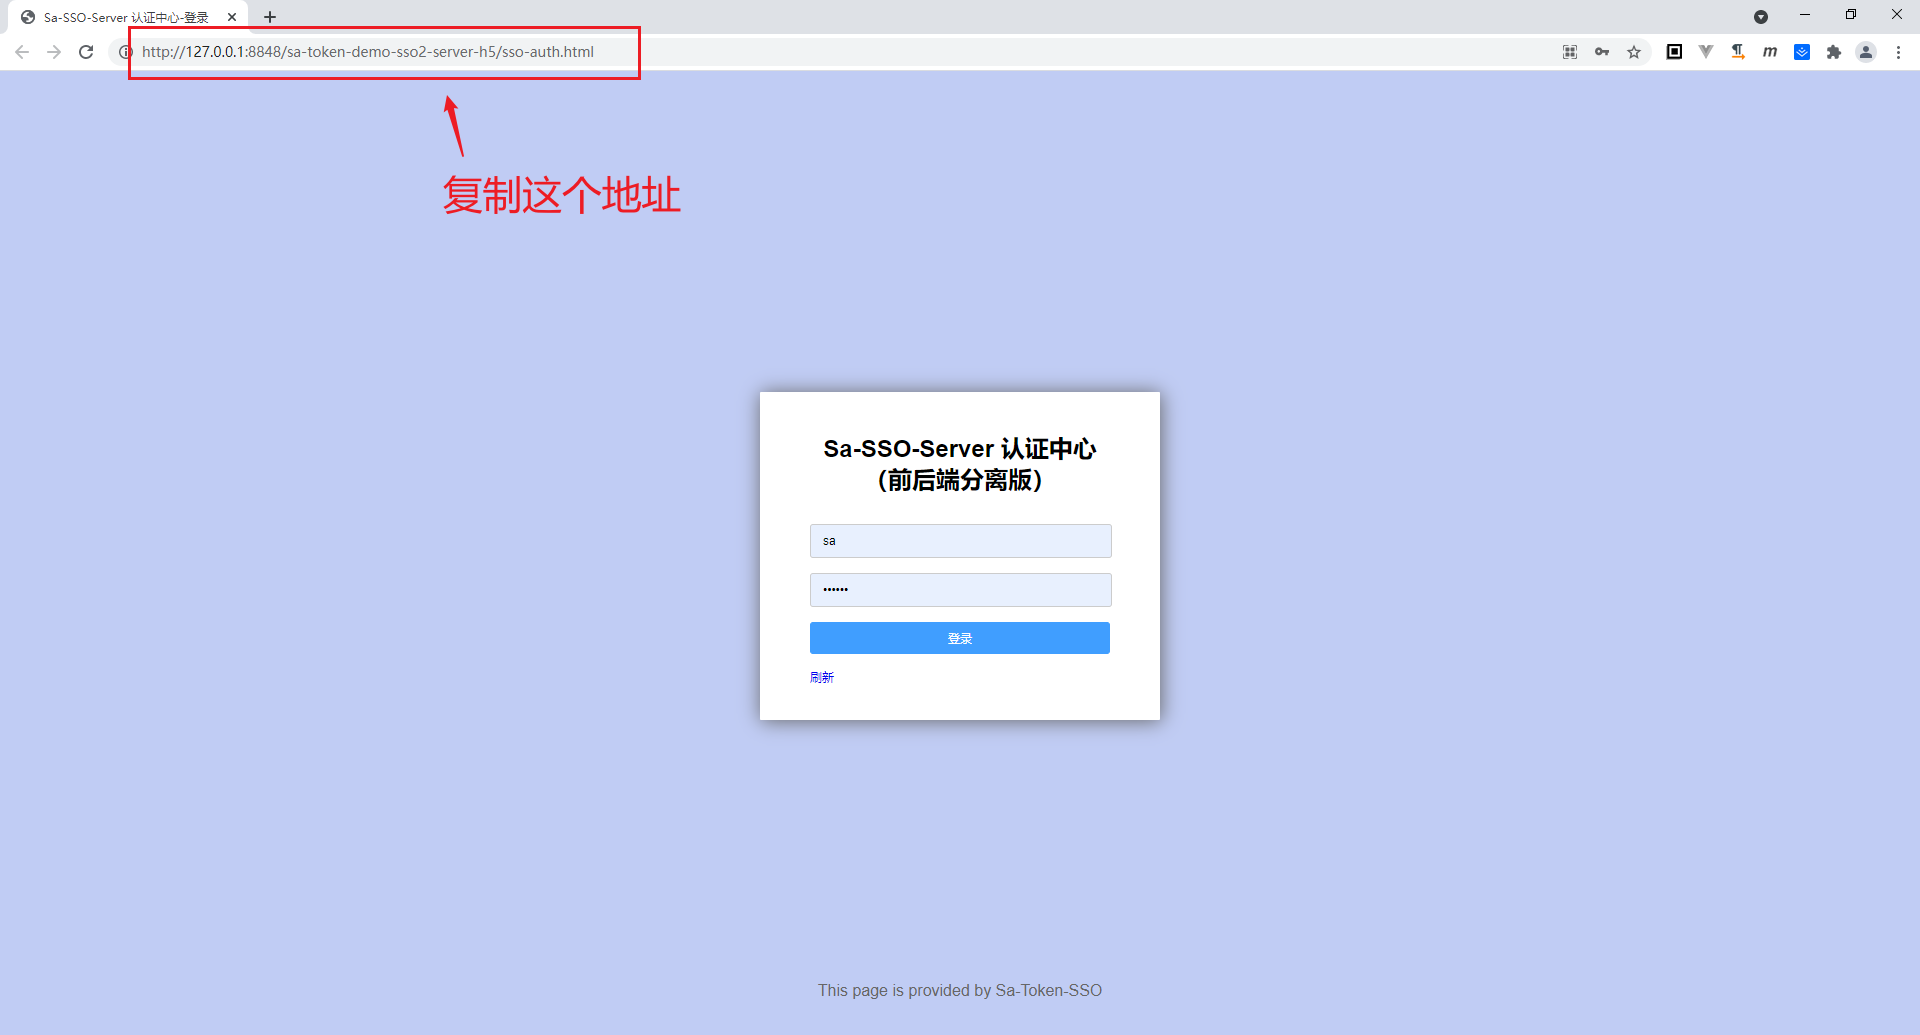 Sa-SSO-Server 认证中心-登录
http://127.0.0.1:8848/sa-token-demo-sso2-server-h5/sso-auth.html
复制这个地址
Sa-SSO-Server 认证中心
（前后端分离版）
sa
••••••
登录
刷新
This page is provided by Sa-Token-SSO